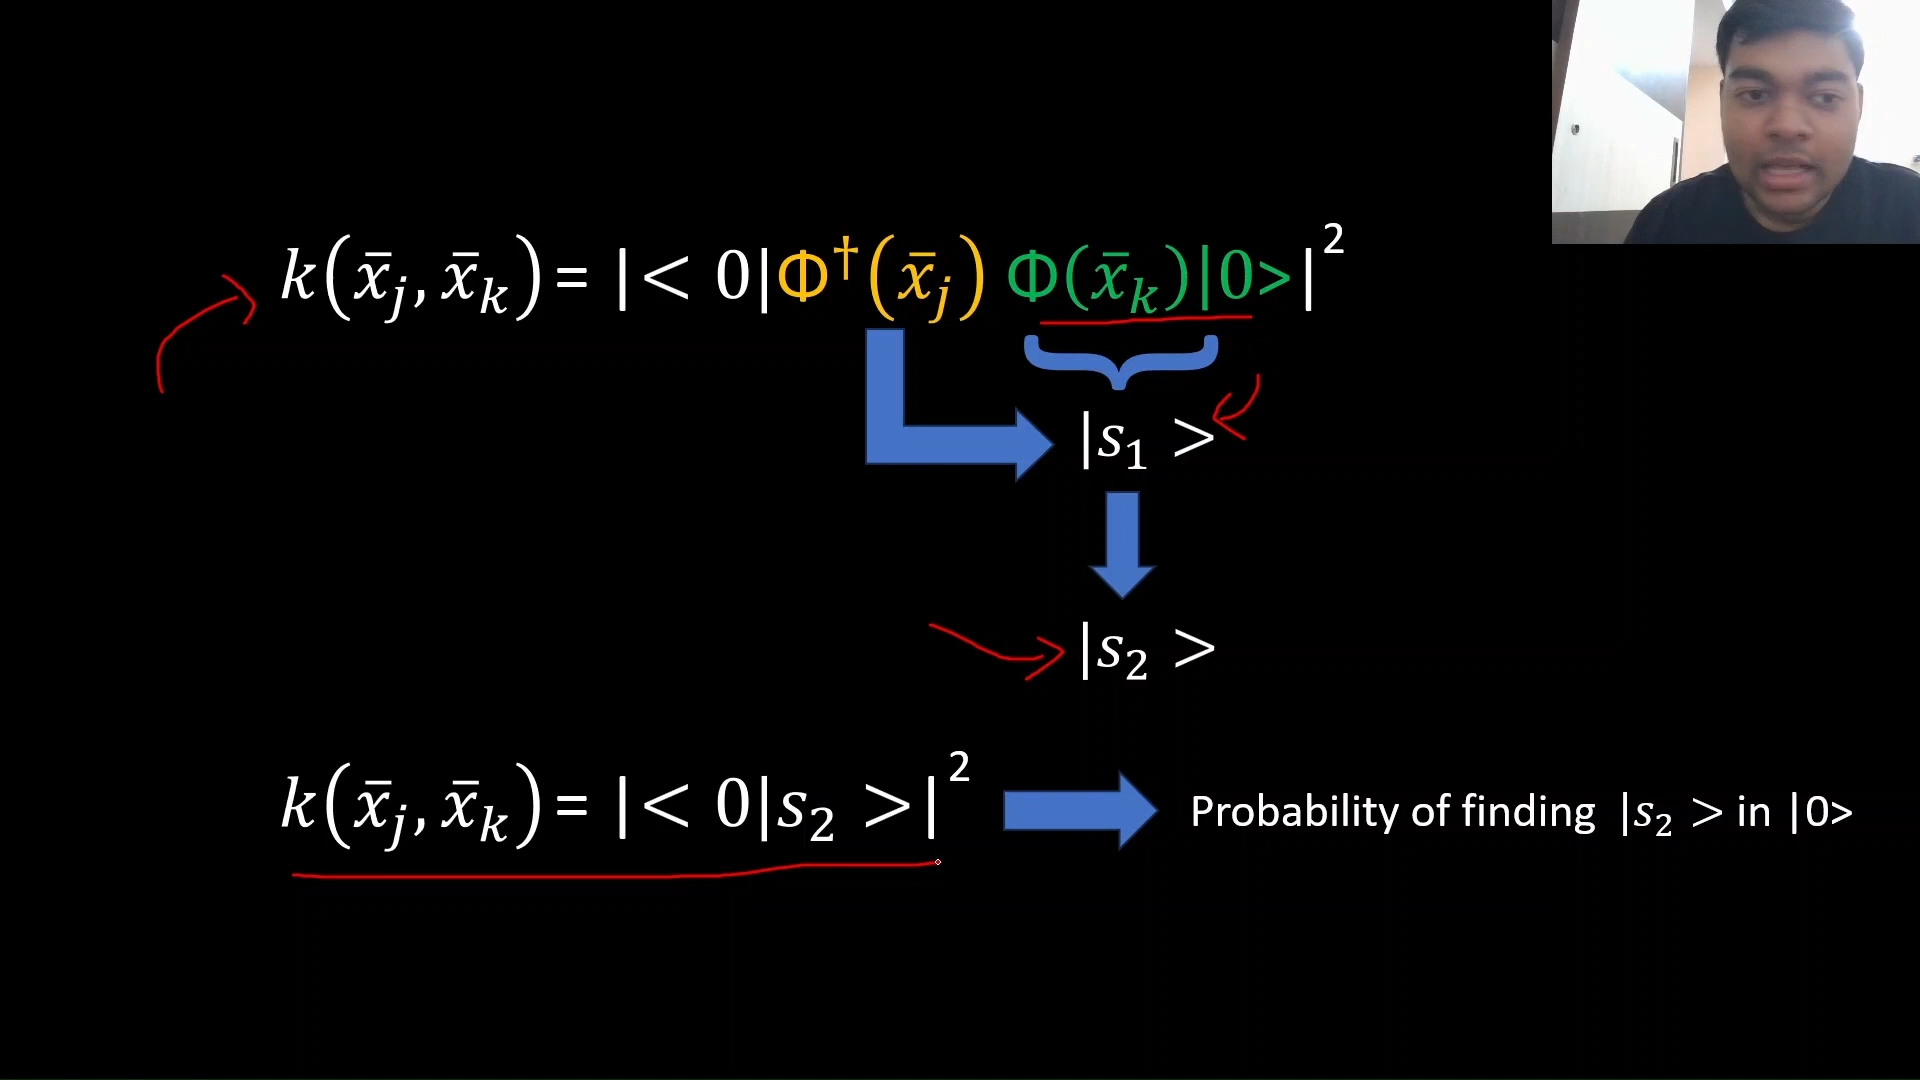 k(x̄ⱼ, x̄ₖ) = |< 0|Φ†(x̄ⱼ) Φ(x̄ₖ)|0>|²
|s₁ >
|s₂ >
k(x̄ⱼ, x̄ₖ) = |< 0|s₂ >|²
Probability of finding |s₂ > in |0>